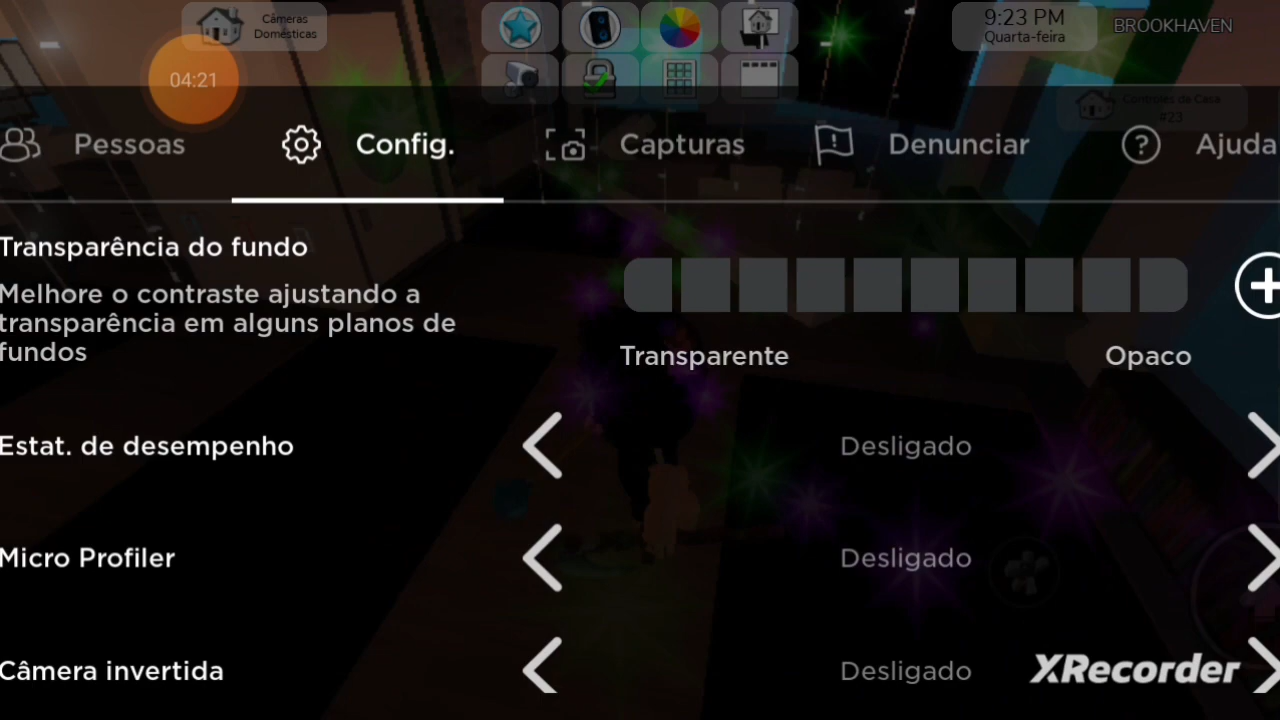 Câmeras
Domésticas
9:23 PM
Quarta-feira
BROOKHAVEN
04:21
Controles da Casa
#23
Pessoas
Config.
Capturas
Denunciar
Ajuda
Transparência do fundo
Melhore o contraste ajustando a
transparência em alguns planos de
fundos
Transparente
Opaco
Estat. de desempenho
Desligado
Micro Profiler
Desligado
Câmera invertida
Desligado
XRecorder